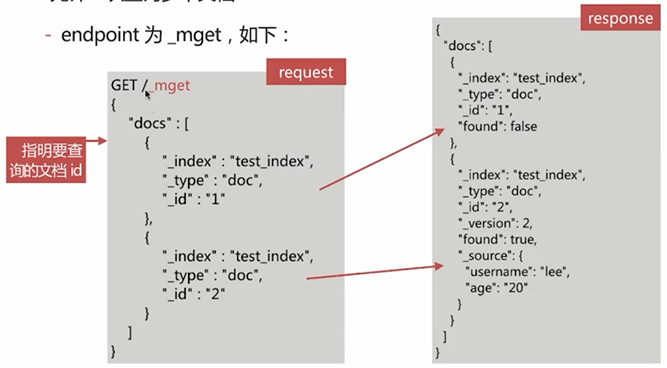 - endpoint 为 _mget，如下：
request
GET /_mget
{
"docs" : [
{
"_index" : "test_index",
"_type" : "doc",
"_id" : "1"
},
{
"_index" : "test_index",
"_type" : "doc",
"_id" : "2"
}
]
}
指明要查
询的文档 id
response
{
"docs": [
{
"_index": "test_index",
"_type": "doc",
"_id": "1",
"found": false
},
{
"_index": "test_index",
"_type": "doc",
"_id": "2",
"_version": 2,
"found": true,
"_source": {
"username": "lee",
"age": "20"
}
}
]
}